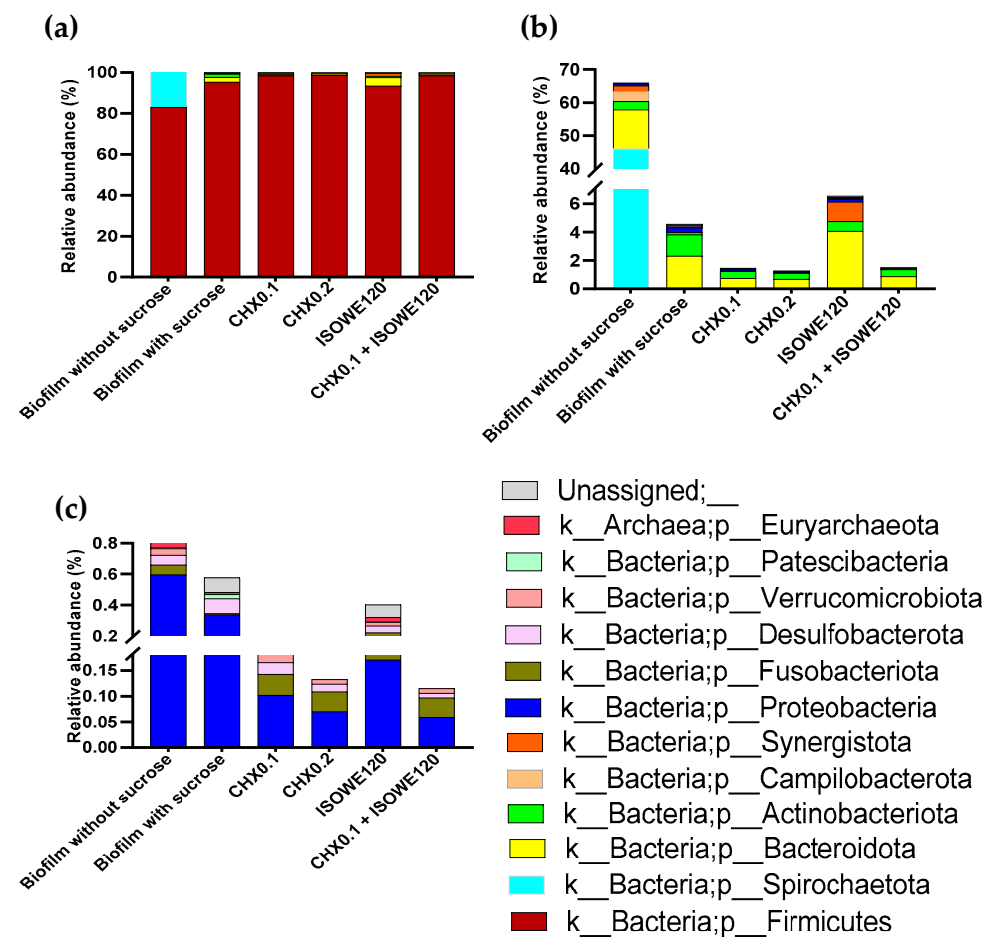 (a)
Relative abundance (%)
100
80
60
40
20
0
Biofilm without sucrose
Biofilm with sucrose
CHX0.1
CHX0.2
ISOWE120
CHX0.1 + ISOWE120
(b)
Relative abundance (%)
70
60
50
40
6
4
2
0
Biofilm without sucrose
Biofilm with sucrose
CHX0.1
CHX0.2
ISOWE120
CHX0.1 + ISOWE120
(c)
Relative abundance (%)
0.8
0.6
0.4
0.2
0.15
0.10
0.05
0.00
Biofilm without sucrose
Biofilm with sucrose
CHX0.1
CHX0.2
ISOWE120
CHX0.1 + ISOWE120
Unassigned;__
k__Archaea;p__Euryarchaeota
k__Bacteria;p__Patescibacteria
k__Bacteria;p__Verrucomicrobiota
k__Bacteria;p__Desulfobacterota
k__Bacteria;p__Fusobacteriota
k__Bacteria;p__Proteobacteria
k__Bacteria;p__Synergistota
k__Bacteria;p__Campilobacterota
k__Bacteria;p__Actinobacteriota
k__Bacteria;p__Bacteroidota
k__Bacteria;p__Spirochaetota
k__Bacteria;p__Firmicutes